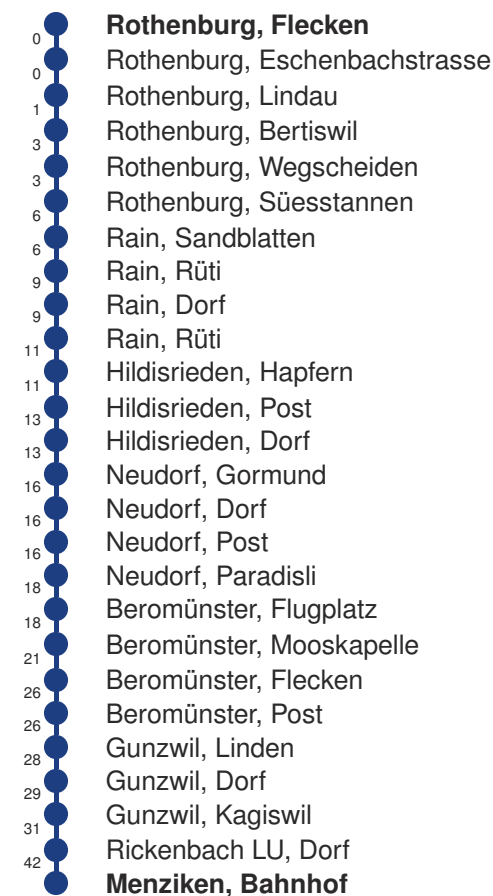 Rothenburg, Flecken
0
Rothenburg, Eschenbachstrasse
0
Rothenburg, Lindau
1
Rothenburg, Bertiswil
3
Rothenburg, Wegscheiden
3
Rothenburg, Süesstannen
6
Rain, Sandblatten
6
Rain, Rüti
9
Rain, Dorf
9
Rain, Rüti
11
Hildisrieden, Hapfern
11
Hildisrieden, Post
13
Hildisrieden, Dorf
13
Neudorf, Gormund
16
Neudorf, Dorf
16
Neudorf, Post
16
Neudorf, Paradisli
18
Beromünster, Flugplatz
18
Beromünster, Mooskapelle
21
Beromünster, Flecken
26
Beromünster, Post
26
Gunzwil, Linden
28
Gunzwil, Dorf
29
Gunzwil, Kagiswil
31
Rickenbach LU, Dorf
42
Menziken, Bahnhof